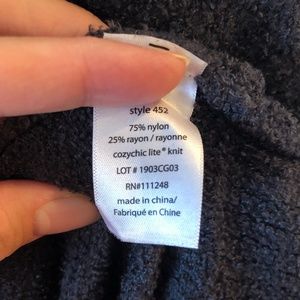 style 452
75% nylon
25% rayon / rayonne
cozychic lite® knit
LOT # 1903CG03
RN#111248
made in china/
Fabriqué en Chine